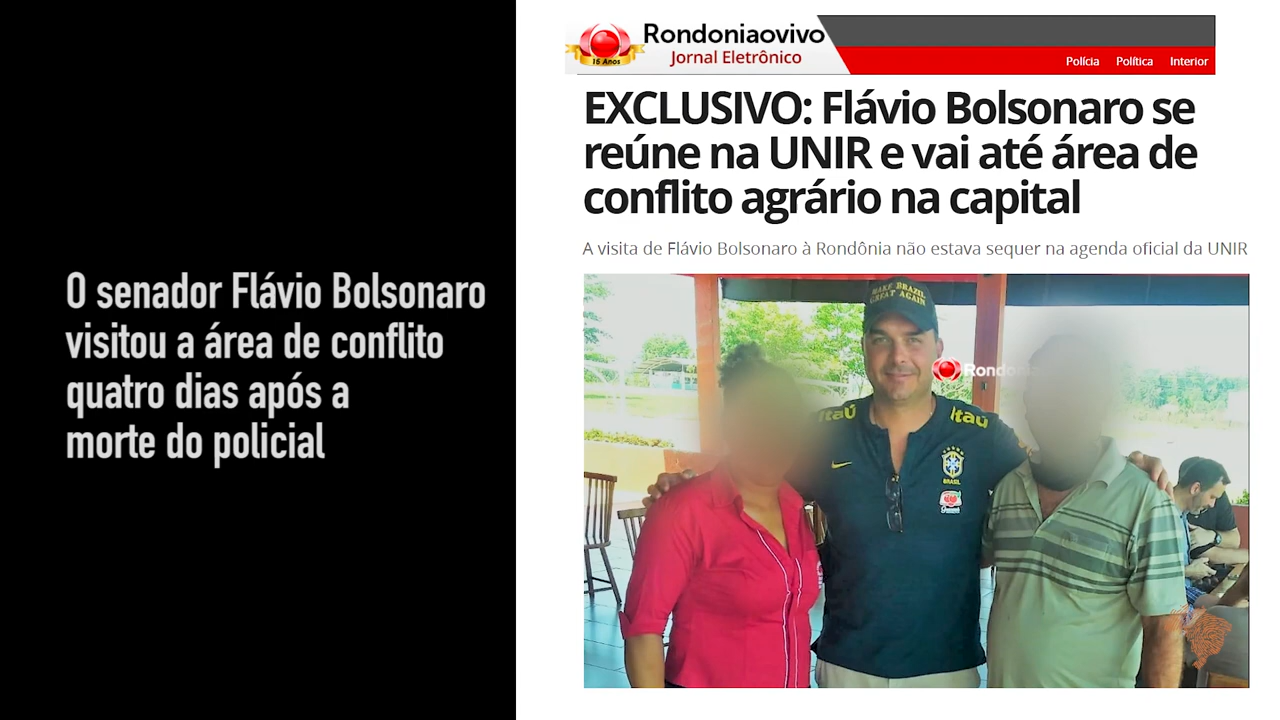 O senador Flávio Bolsonaro
visitou a área de conflito
quatro dias após a
morte do policial
Rondoniaovivo
Jornal Eletrônico
16 Anos
Polícia Política Interior
EXCLUSIVO: Flávio Bolsonaro se
reúne na UNIR e vai até área de
conflito agrário na capital
A visita de Flávio Bolsonaro à Rondônia não estava sequer na agenda oficial da UNIR
MAKE BRAZIL
GREAT AGAIN
Itaú
Itaú
BRASIL